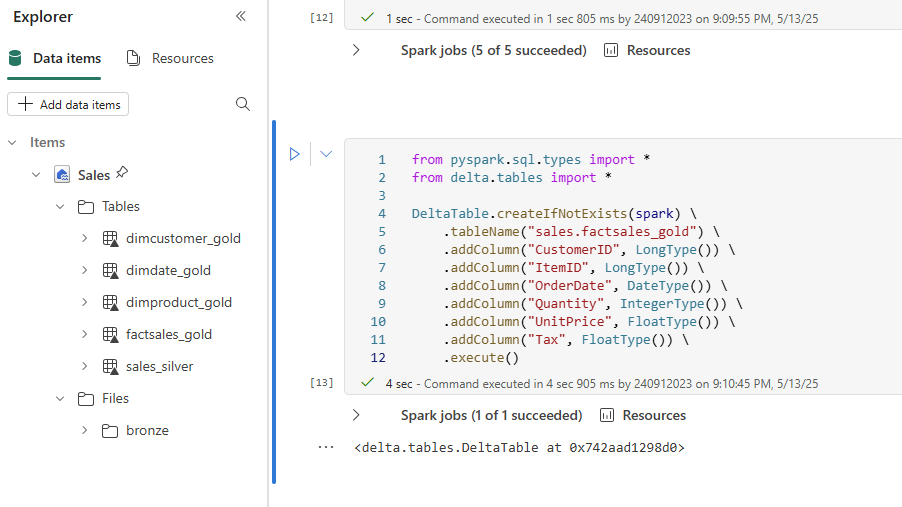 Explorer
Data items
Resources
Add data items
Items
Sales
Tables
dimcustomer_gold
dimdate_gold
dimproduct_gold
factsales_gold
sales_silver
Files
bronze
[12]
1 sec - Command executed in 1 sec 805 ms by 240912023 on 9:09:55 PM, 5/13/25
Spark jobs (5 of 5 succeeded)
Resources
1 from pyspark.sql.types import *
2 from delta.tables import *
3
4 DeltaTable.createIfNotExists(spark) \
5 .tableName("sales.factsales_gold") \
6 .addColumn("CustomerID", LongType()) \
7 .addColumn("ItemID", LongType()) \
8 .addColumn("OrderDate", DateType()) \
9 .addColumn("Quantity", IntegerType()) \
10 .addColumn("UnitPrice", FloatType()) \
11 .addColumn("Tax", FloatType()) \
12 .execute()
[13]
4 sec - Command executed in 4 sec 905 ms by 240912023 on 9:10:45 PM, 5/13/25
Spark jobs (1 of 1 succeeded)
Resources
<delta.tables.DeltaTable at 0x742aad1298d0>